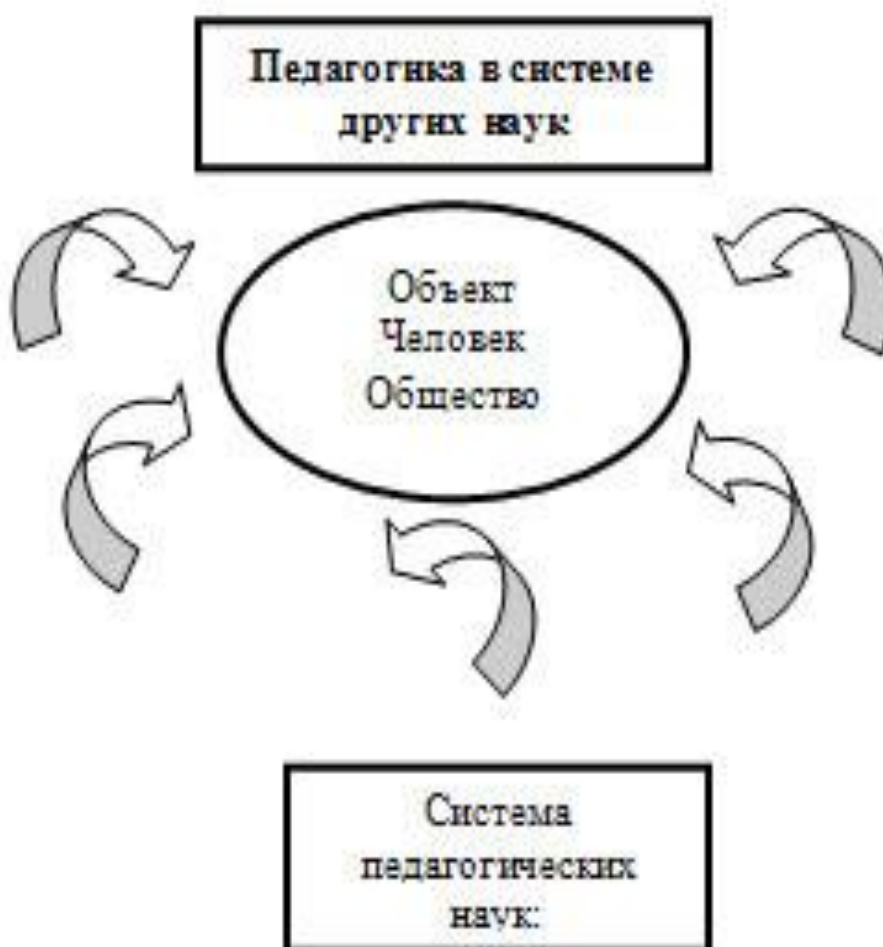 Педагогика в системе
других наук
Объект
Человек
Общество
Система
педагогических
наук: